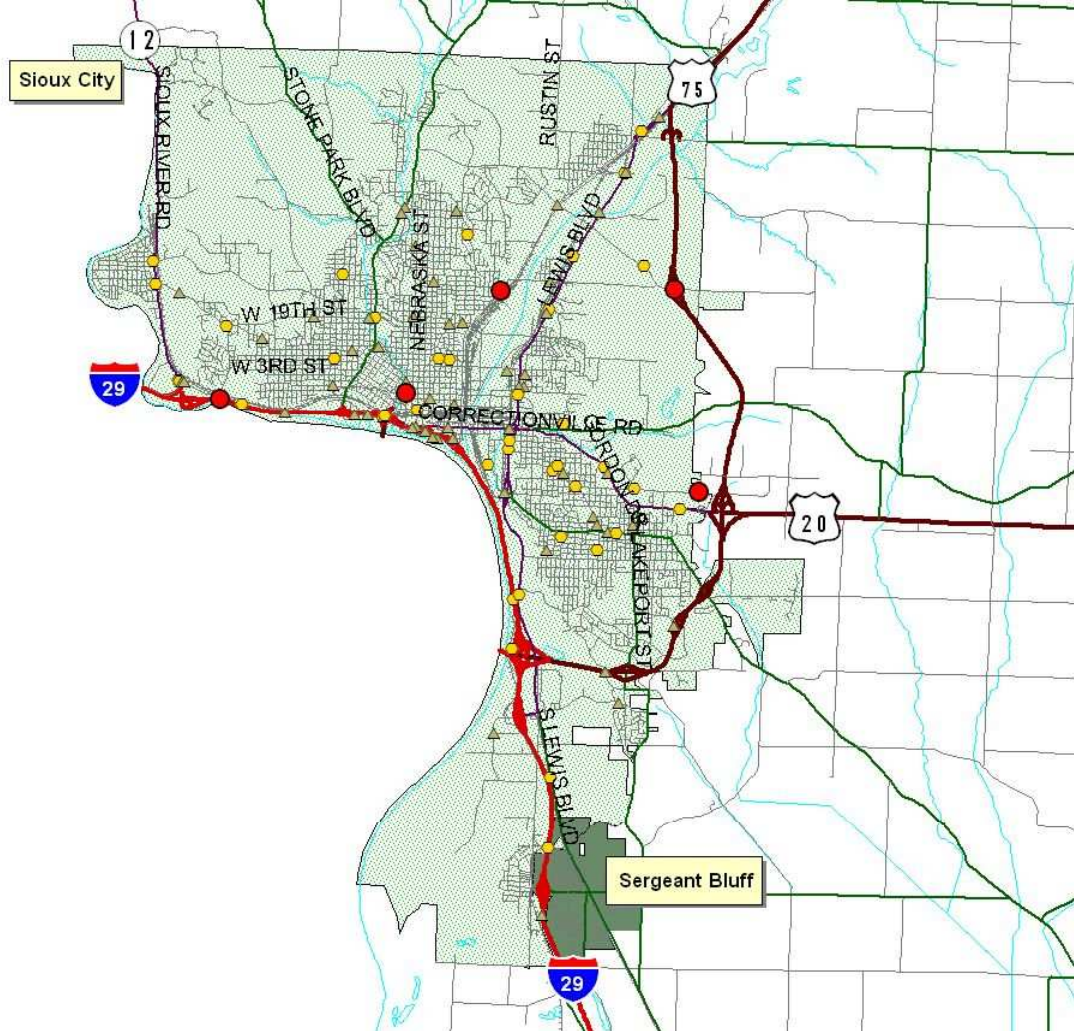 12
Sioux City
75
SIOUX RIVER RD
STONE PARK BLVD
RUSTIN ST
NEBRASKA ST
LEWIS BLVD
W 19TH ST
W 3RD ST
29
CORRECTIONVILLE RD
GORDON DR
20
S LAKEPORT ST
S LEWIS BLVD
Sergeant Bluff
29